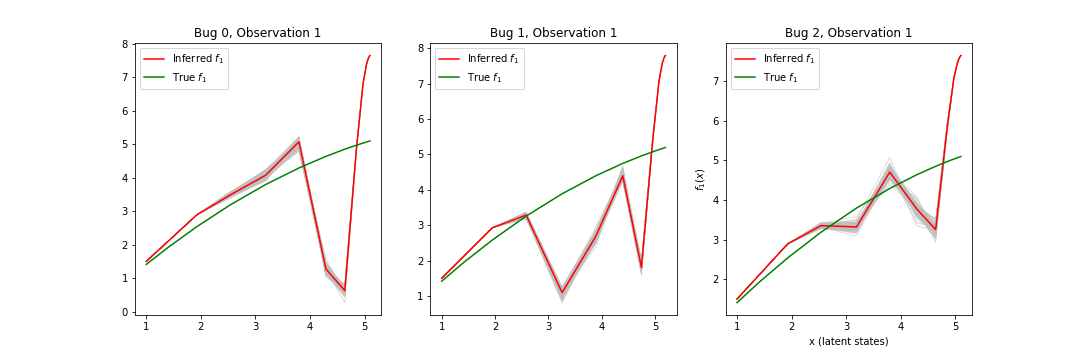 Bug 0, Observation 1
Inferred f₁
True f₁
8
7
6
5
4
3
2
1
0
1 2 3 4 5
Bug 1, Observation 1
Inferred f₁
True f₁
8
7
6
5
4
3
2
1
1 2 3 4 5
Bug 2, Observation 1
Inferred f₁
True f₁
f₁(x)
7
6
5
4
3
2
1 2 3 4 5
x (latent states)